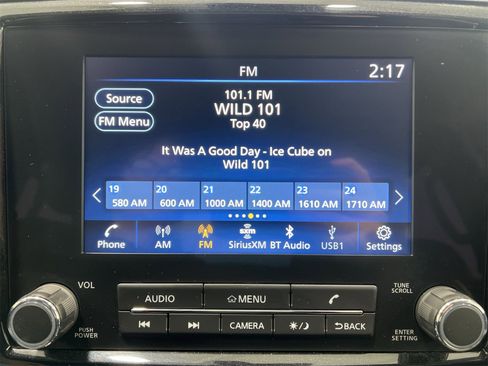 FM
2:17
Source
101.1 FM
WILD 101
FM Menu
Top 40
It Was A Good Day - Ice Cube on
Wild 101
19 20 21 22 23 24
580 AM 600 AM 1000 AM 1400 AM 1610 AM 1710 AM
Phone AM FM SiriusXM BT Audio USB1 Settings
sxm
VOL
AUDIO MENU
TUNE
SCROLL
PUSH
POWER
CAMERA BACK
ENTER
SETTING